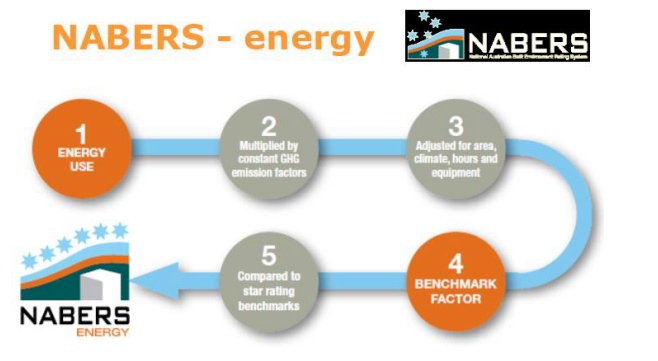 NABERS - energy
NABERS
National Australian Built Environment Rating System
1
ENERGY
USE
2
Multiplied by
constant GHG
emission factors
3
Adjusted for area,
climate, hours and
equipment
4
BENCHMARK
FACTOR
5
Compared to
star rating
benchmarks
NABERS
ENERGY